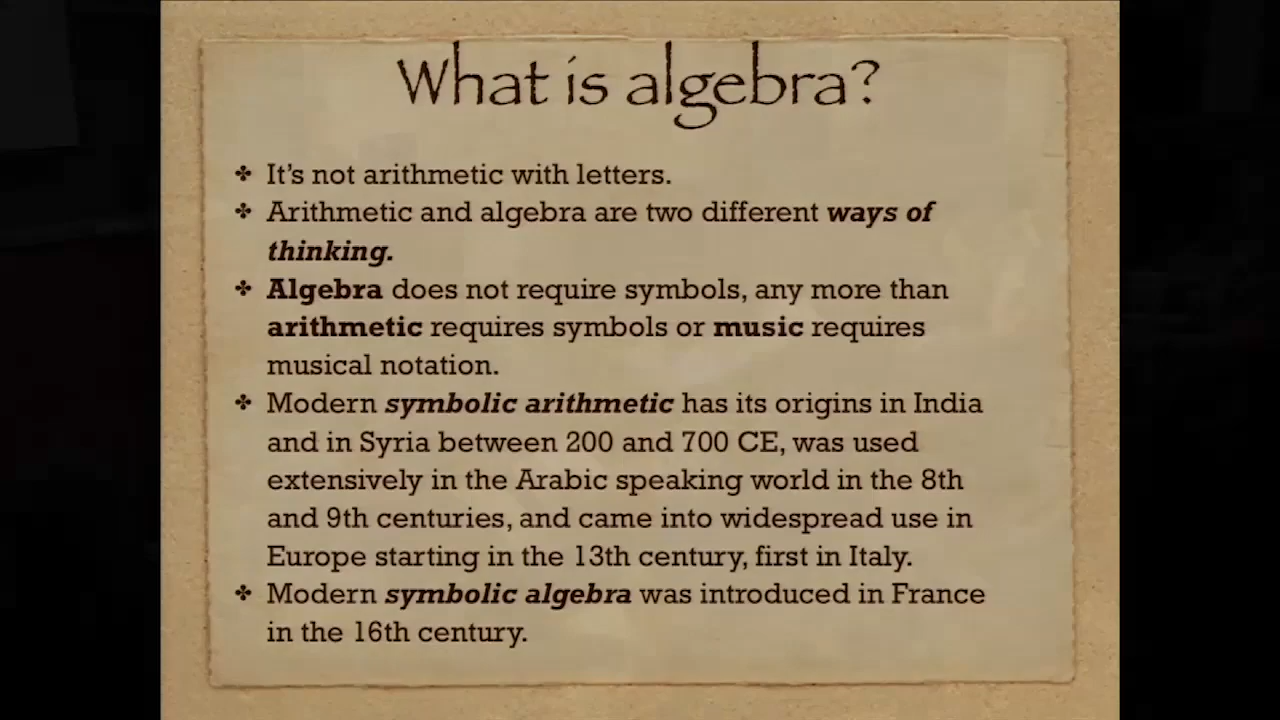 What is algebra?
❖ It's not arithmetic with letters.
❖ Arithmetic and algebra are two different ways of
thinking.
❖ Algebra does not require symbols, any more than
arithmetic requires symbols or music requires
musical notation.
❖ Modern symbolic arithmetic has its origins in India
and in Syria between 200 and 700 CE, was used
extensively in the Arabic speaking world in the 8th
and 9th centuries, and came into widespread use in
Europe starting in the 13th century, first in Italy.
❖ Modern symbolic algebra was introduced in France
in the 16th century.